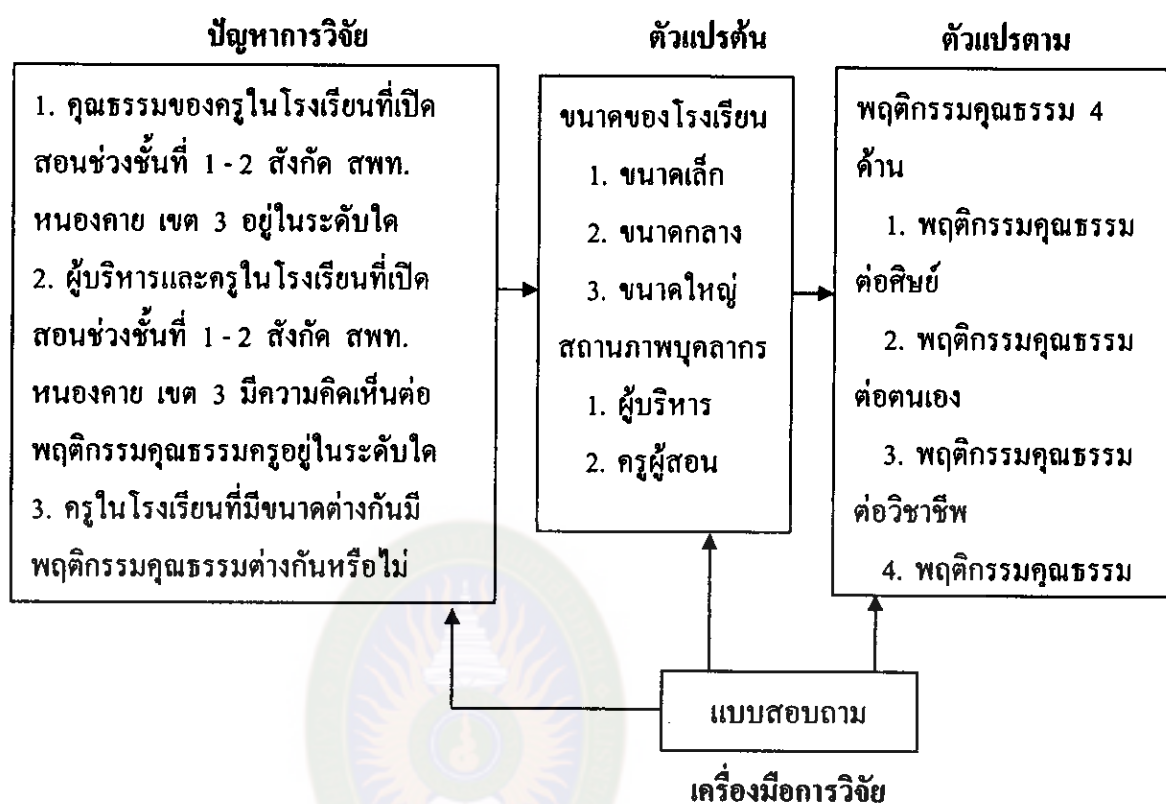 ปัญหาการวิจัย
1. คุณธรรมของครูในโรงเรียนที่เปิด
สอนช่วงชั้นที่ 1 - 2 สังกัด สพท.
หนองคาย เขต 3 อยู่ในระดับใด
2. ผู้บริหารและครูในโรงเรียนที่เปิด
สอนช่วงชั้นที่ 1 - 2 สังกัด สพท.
หนองคาย เขต 3 มีความคิดเห็นต่อ
พฤติกรรมคุณธรรมครูอยู่ในระดับใด
3. ครูในโรงเรียนที่มีขนาดต่างกันมี
พฤติกรรมคุณธรรมต่างกันหรือไม่
ตัวแปรต้น
ขนาดของโรงเรียน
1. ขนาดเล็ก
2. ขนาดกลาง
3. ขนาดใหญ่
สถานภาพบุคลากร
1. ผู้บริหาร
2. ครูผู้สอน
ตัวแปรตาม
พฤติกรรมคุณธรรม 4
ด้าน
1. พฤติกรรมคุณธรรม
ต่อศิษย์
2. พฤติกรรมคุณธรรม
ต่อตนเอง
3. พฤติกรรมคุณธรรม
ต่อวิชาชีพ
4. พฤติกรรมคุณธรรม
แบบสอบถาม
เครื่องมือการวิจัย